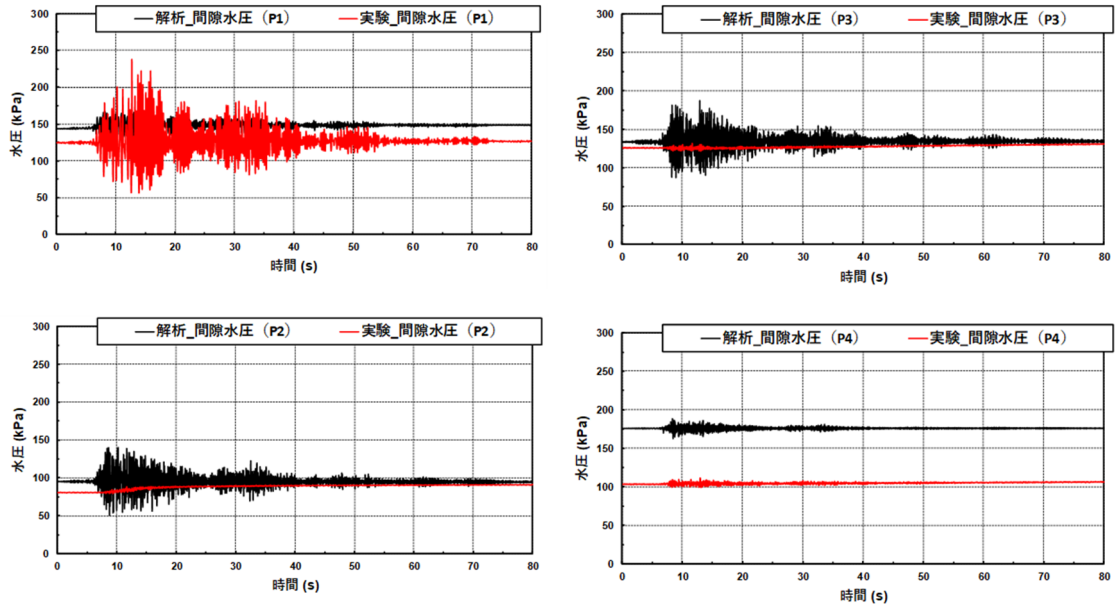 解析_間隙水圧（P1） 実験_間隙水圧（P1）
300
250
200
150
100
50
0
水圧 (kPa)
0 10 20 30 40 50 60 70 80
時間 (s)
解析_間隙水圧（P3） 実験_間隙水圧（P3）
300
250
200
150
100
50
0
水圧 (kPa)
0 10 20 30 40 50 60 70 80
時間 (s)
解析_間隙水圧（P2） 実験_間隙水圧（P2）
300
250
200
150
100
50
0
水圧 (kPa)
0 10 20 30 40 50 60 70 80
時間 (s)
解析_間隙水圧（P4） 実験_間隙水圧（P4）
300
250
200
150
100
50
0
水圧 (kPa)
0 10 20 30 40 50 60 70 80
時間 (s)